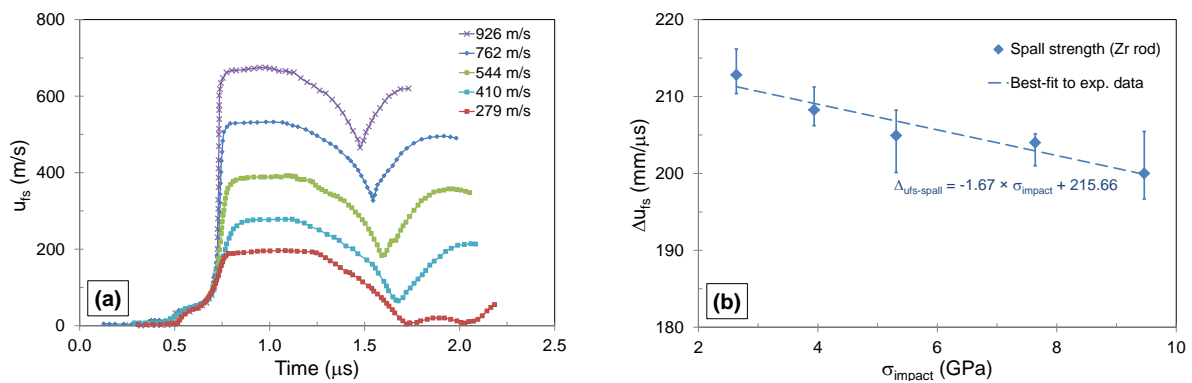 800
600
400
200
0
u_fs (m/s)
926 m/s
762 m/s
544 m/s
410 m/s
279 m/s
(a)
0.0 0.5 1.0 1.5 2.0 2.5
Time (μs)
220
210
200
190
180
Δu_fs (mm/μs)
Spall strength (Zr rod)
Best-fit to exp. data
Δ_ufs-spall = -1.67 × σ_impact + 215.66
(b)
2 4 6 8 10
σ_impact (GPa)